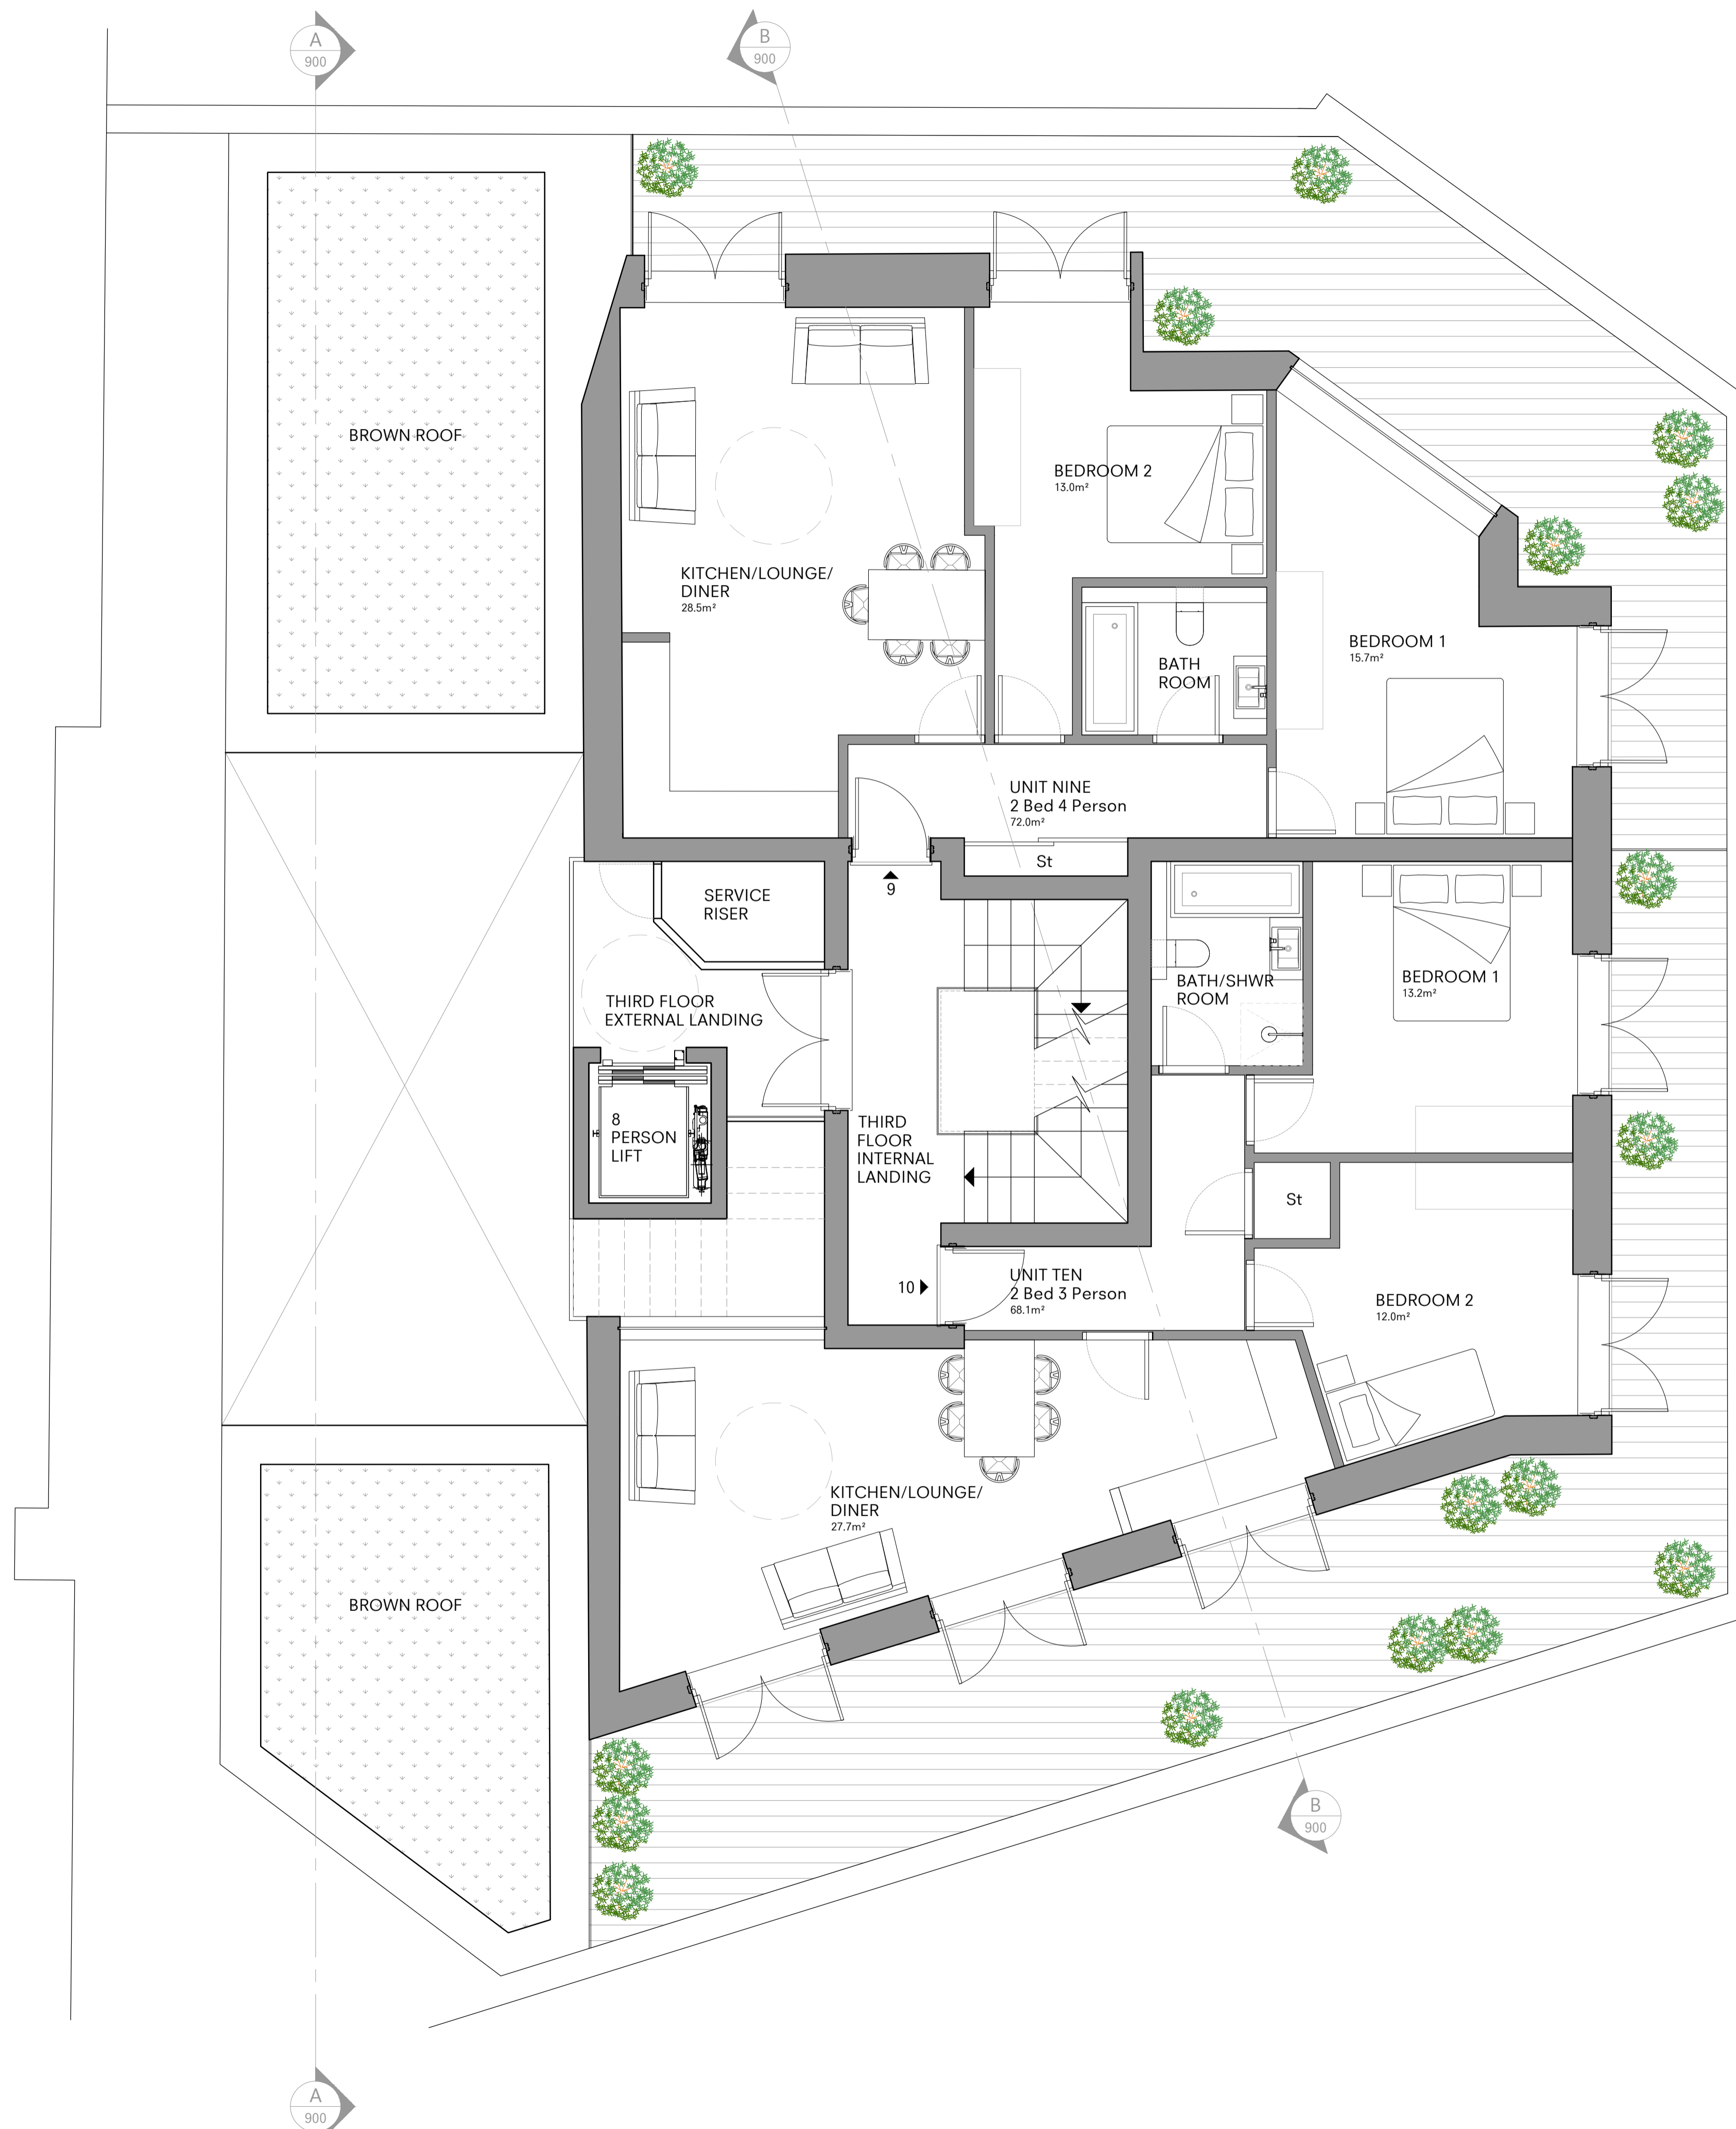 A
900
B
900
BROWN ROOF
KITCHEN/LOUNGE/
DINER
28.5m²
BEDROOM 2
13.0m²
BATH
ROOM
BEDROOM 1
15.7m²
UNIT NINE
2 Bed 4 Person
72.0m²
St
9
SERVICE
RISER
THIRD FLOOR
EXTERNAL LANDING
8
PERSON
LIFT
THIRD
FLOOR
INTERNAL
LANDING
BATH/SHWR
ROOM
BEDROOM 1
13.2m²
St
10
UNIT TEN
2 Bed 3 Person
68.1m²
BEDROOM 2
12.0m²
KITCHEN/LOUNGE/
DINER
27.7m²
BROWN ROOF
B
900
A
900